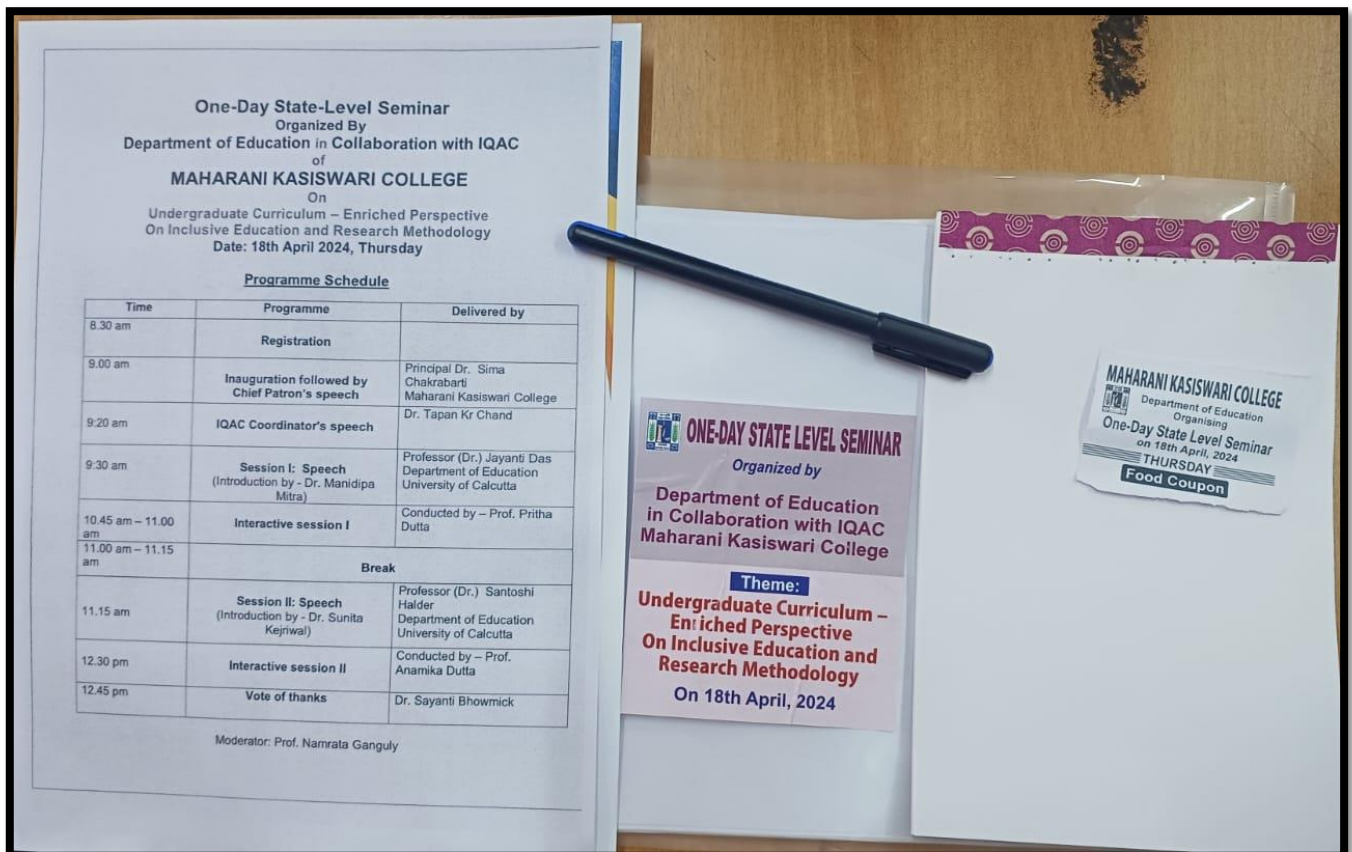 One-Day State-Level Seminar
Organized By
Department of Education in Collaboration with IQAC
of
MAHARANI KASISWARI COLLEGE
On
Undergraduate Curriculum – Enriched Perspective
On Inclusive Education and Research Methodology
Date: 18th April 2024, Thursday
Programme Schedule
Time Programme Delivered by
8.30 am
Registration
9.00 am
Inauguration followed by
Chief Patron's speech
Principal Dr. Sima
Chakrabarti
Maharani Kasiswari College
9:20 am
IQAC Coordinator's speech
Dr. Tapan Kr Chand
9:30 am
Session I: Speech
(Introduction by - Dr. Manidipa
Mitra)
Professor (Dr.) Jayanti Das
Department of Education
University of Calcutta
10.45 am – 11.00
am
Interactive session I
Conducted by – Prof. Pritha
Dutta
11.00 am – 11.15
am
Break
11.15 am
Session II: Speech
(Introduction by - Dr. Sunita
Kejriwal)
Professor (Dr.) Santoshi
Halder
Department of Education
University of Calcutta
12.30 pm
Interactive session II
Conducted by – Prof.
Anamika Dutta
12.45 pm
Vote of thanks
Dr. Sayanti Bhowmick
Moderator: Prof. Namrata Ganguly
ONE-DAY STATE LEVEL SEMINAR
Organized by
Department of Education
in Collaboration with IQAC
Maharani Kasiswari College
Theme:
Undergraduate Curriculum –
Enriched Perspective
On Inclusive Education and
Research Methodology
On 18th April, 2024
MAHARANI KASISWARI COLLEGE
Department of Education
Organising
One-Day State Level Seminar
on 18th April, 2024
THURSDAY
Food Coupon